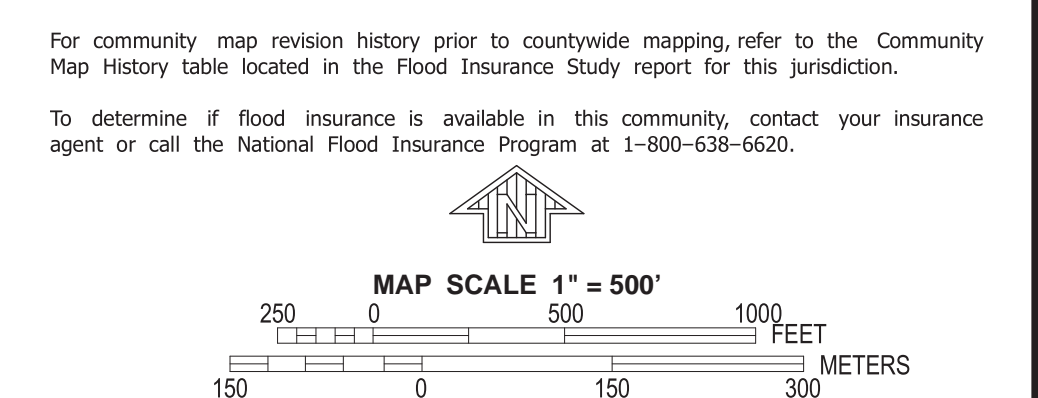 For community map revision history prior to countywide mapping, refer to the Community
Map History table located in the Flood Insurance Study report for this jurisdiction.
To determine if flood insurance is available in this community, contact your insurance
agent or call the National Flood Insurance Program at 1–800–638–6620.
N
MAP SCALE 1" = 500’
250 0 500 1000
FEET
METERS
150 0 150 300